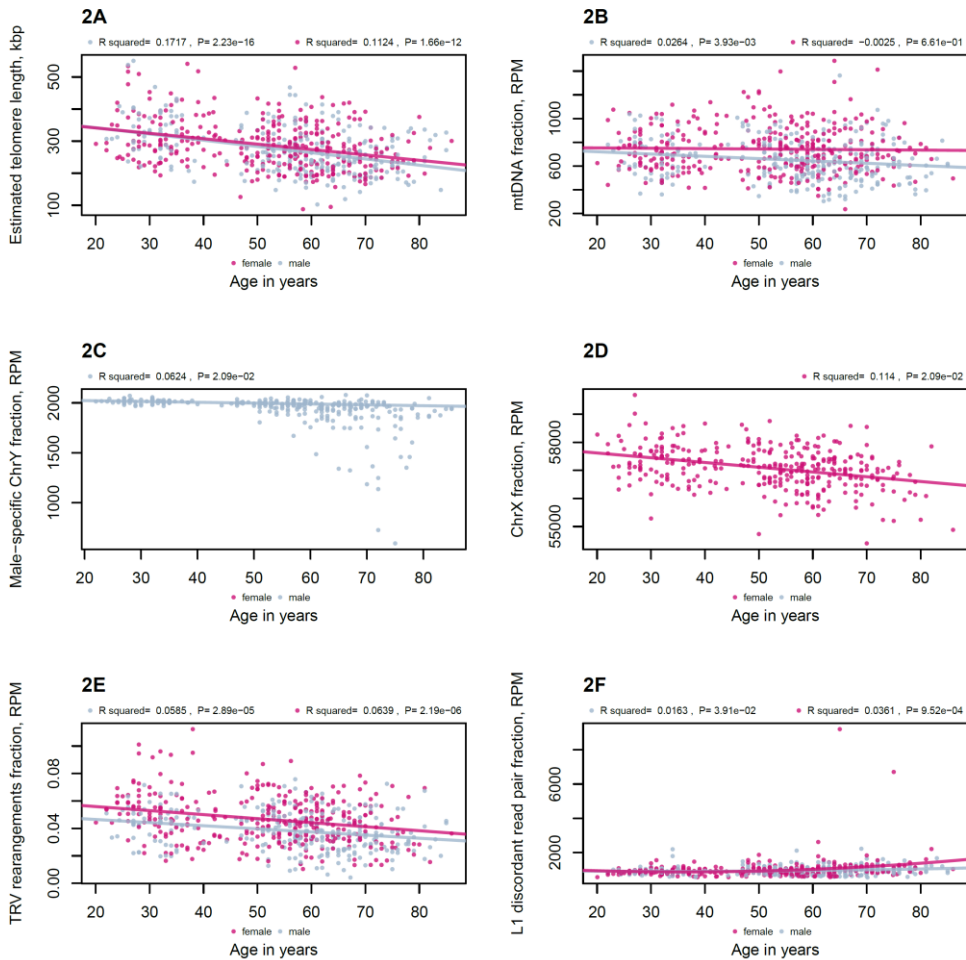 2A
R squared= 0.1717 , P= 2.23e−16 R squared= 0.1124 , P= 1.66e−12
Estimated telomere length, kbp
500
300
100
20 30 40 50 60 70 80
female male
Age in years
2B
R squared= 0.0264 , P= 3.93e−03 R squared= −0.0025 , P= 6.61e−01
mtDNA fraction, RPM
1000
600
200
20 30 40 50 60 70 80
female male
Age in years
2C
R squared= 0.0624 , P= 2.09e−02
Male−specific ChrY fraction, RPM
2000
1500
1000
20 30 40 50 60 70 80
female male
Age in years
2D
R squared= 0.114 , P= 2.09e−02
ChrX fraction, RPM
58000
55000
20 30 40 50 60 70 80
female male
Age in years
2E
R squared= 0.0585 , P= 2.89e−05 R squared= 0.0639 , P= 2.19e−06
TRV rearrangements fraction, RPM
0.08
0.04
0.00
20 30 40 50 60 70 80
female male
Age in years
2F
R squared= 0.0163 , P= 3.91e−02 R squared= 0.0361 , P= 9.52e−04
L1 discordant read pair fraction, RPM
6000
2000
20 30 40 50 60 70 80
female male
Age in years